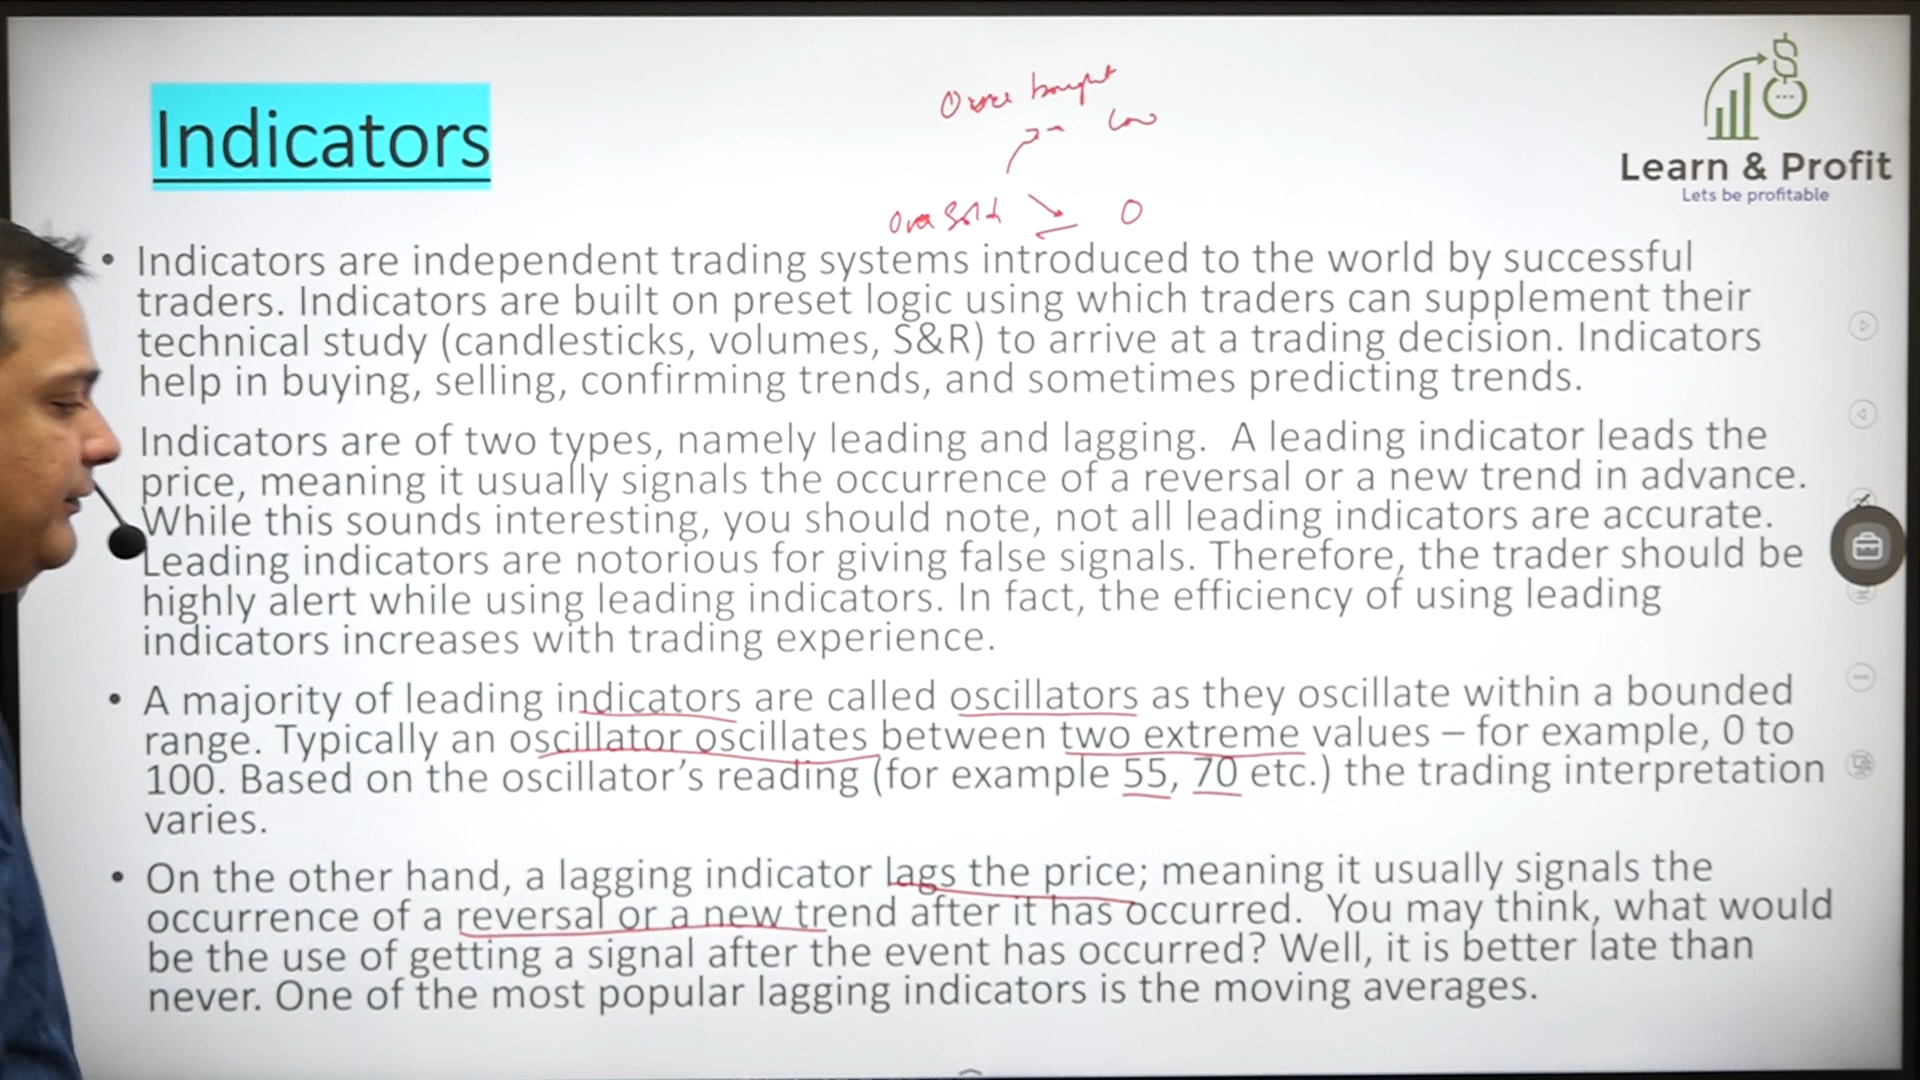 Over bought
100
Over Sold
0
Indicators
Learn & Profit
Lets be profitable
• Indicators are independent trading systems introduced to the world by successful
traders. Indicators are built on preset logic using which traders can supplement their
technical study (candlesticks, volumes, S&R) to arrive at a trading decision. Indicators
help in buying, selling, confirming trends, and sometimes predicting trends.
Indicators are of two types, namely leading and lagging. A leading indicator leads the
price, meaning it usually signals the occurrence of a reversal or a new trend in advance.
While this sounds interesting, you should note, not all leading indicators are accurate.
Leading indicators are notorious for giving false signals. Therefore, the trader should be
highly alert while using leading indicators. In fact, the efficiency of using leading
indicators increases with trading experience.
• A majority of leading indicators are called oscillators as they oscillate within a bounded
range. Typically an oscillator oscillates between two extreme values – for example, 0 to
100. Based on the oscillator’s reading (for example 55, 70 etc.) the trading interpretation
varies.
• On the other hand, a lagging indicator lags the price; meaning it usually signals the
occurrence of a reversal or a new trend after it has occurred. You may think, what would
be the use of getting a signal after the event has occurred? Well, it is better late than
never. One of the most popular lagging indicators is the moving averages.